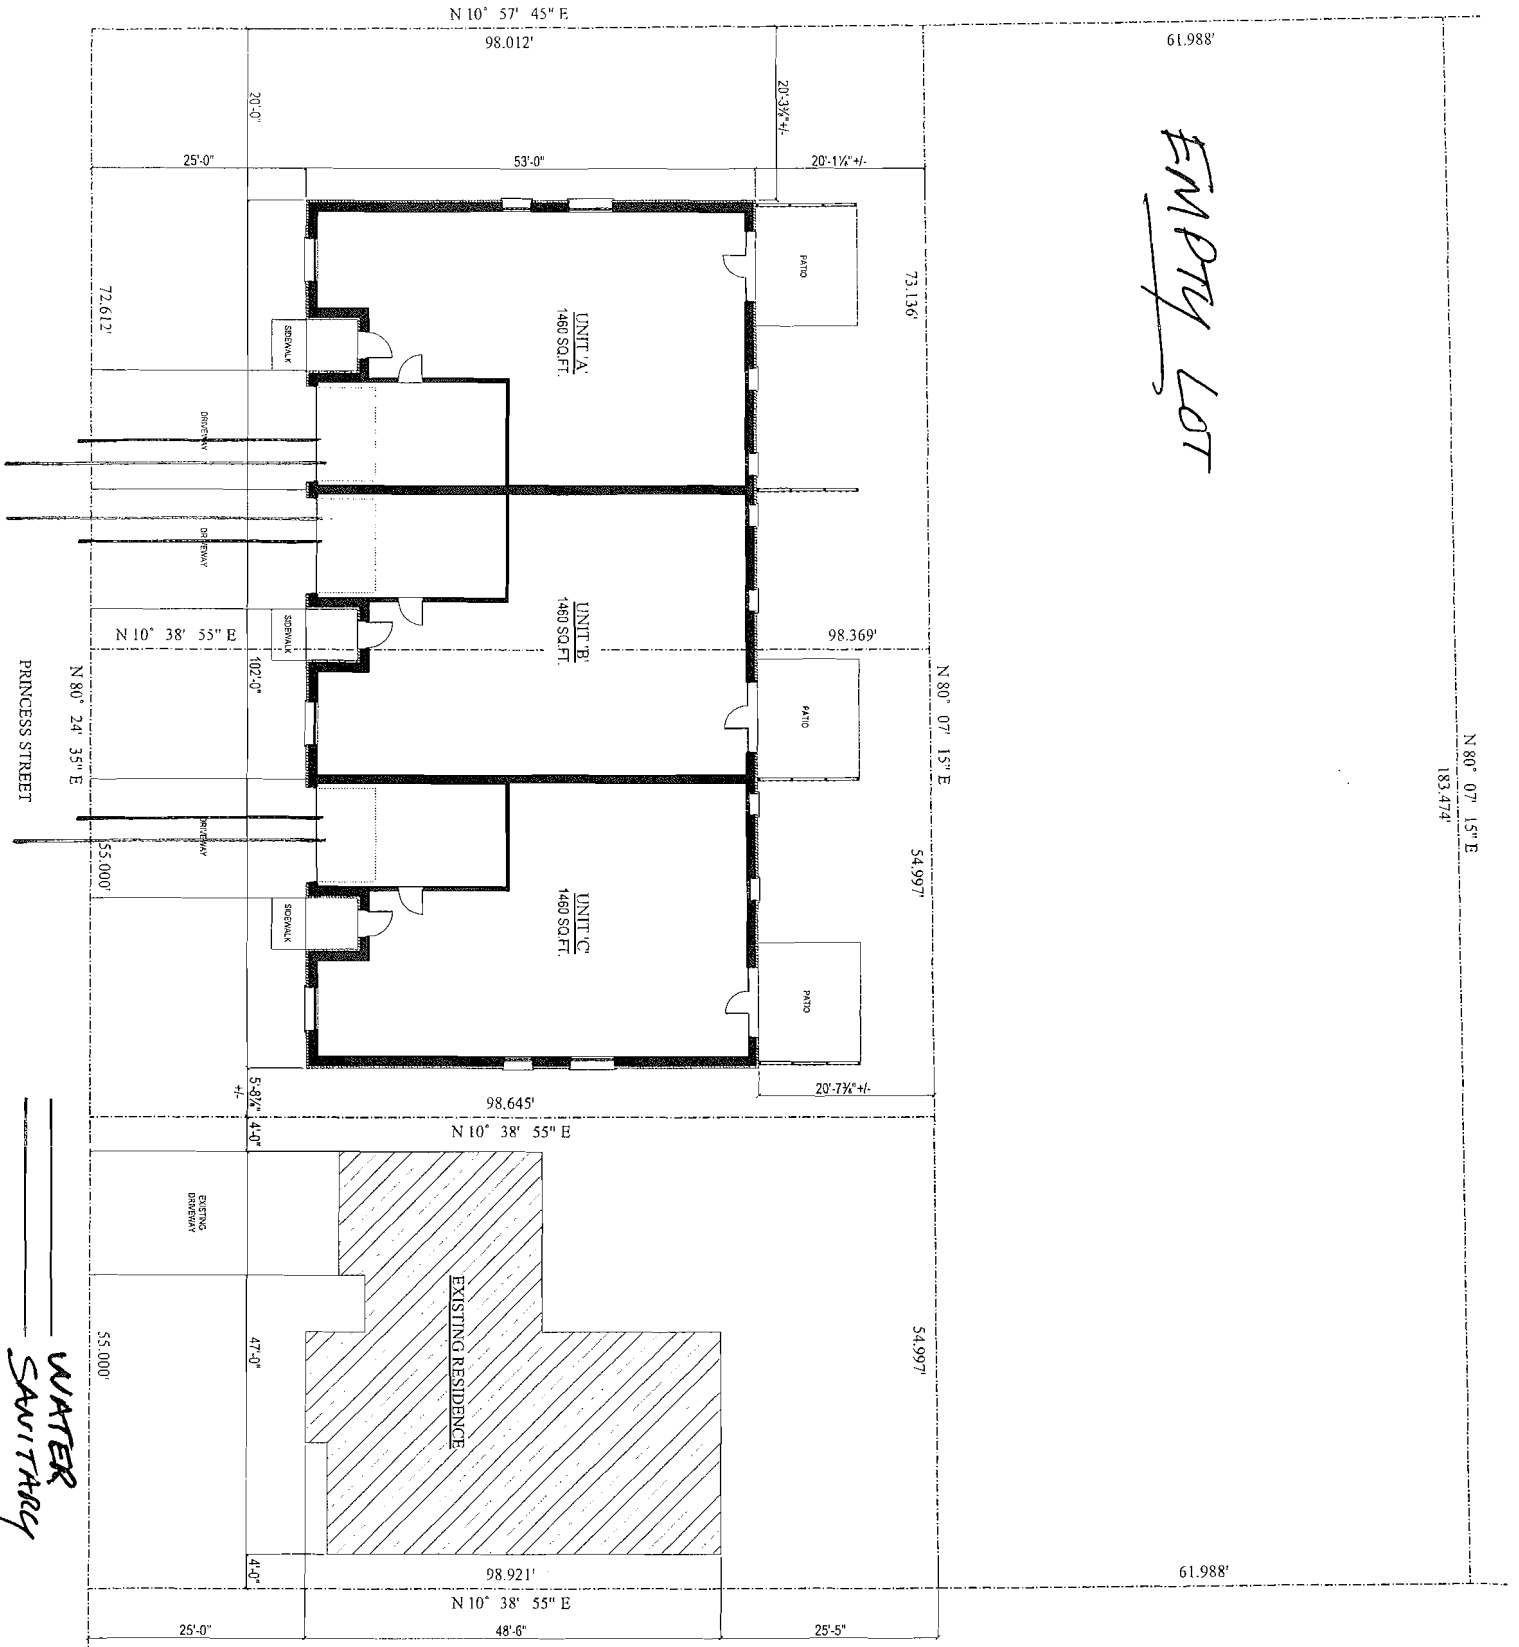 N 10° 57' 45" E
98.012'
61.988'
20'-0"
20'-3⅜"+/-
25'-0"
53'-0"
20'-1¼"+/-
EMPTY LOT
72.612'
73.136'
PATIO
SIDEWALK
UNIT 'A'
1460 SQ.FT.
DRIVEWAY
DRIVEWAY
SIDEWALK
UNIT 'B'
1460 SQ.FT.
N 10° 38' 55" E
98.369'
102'-0"
PATIO
PRINCESS STREET
N 80° 24' 35" E
N 80° 07' 15" E
N 80° 07' 15" E
183.474'
DRIVEWAY
55.000'
54.997'
SIDEWALK
UNIT 'C'
1460 SQ.FT.
PATIO
5'-8⅞"
+/-
4'-0"
98.645'
N 10° 38' 55" E
20'-7⅜"+/-
EXISTING
DRIVEWAY
EXISTING RESIDENCE
47'-0"
55.000'
54.997'
WATER
SANITARY
4'-0"
98.921'
N 10° 38' 55" E
61.988'
25'-0"
48'-6"
25'-5"